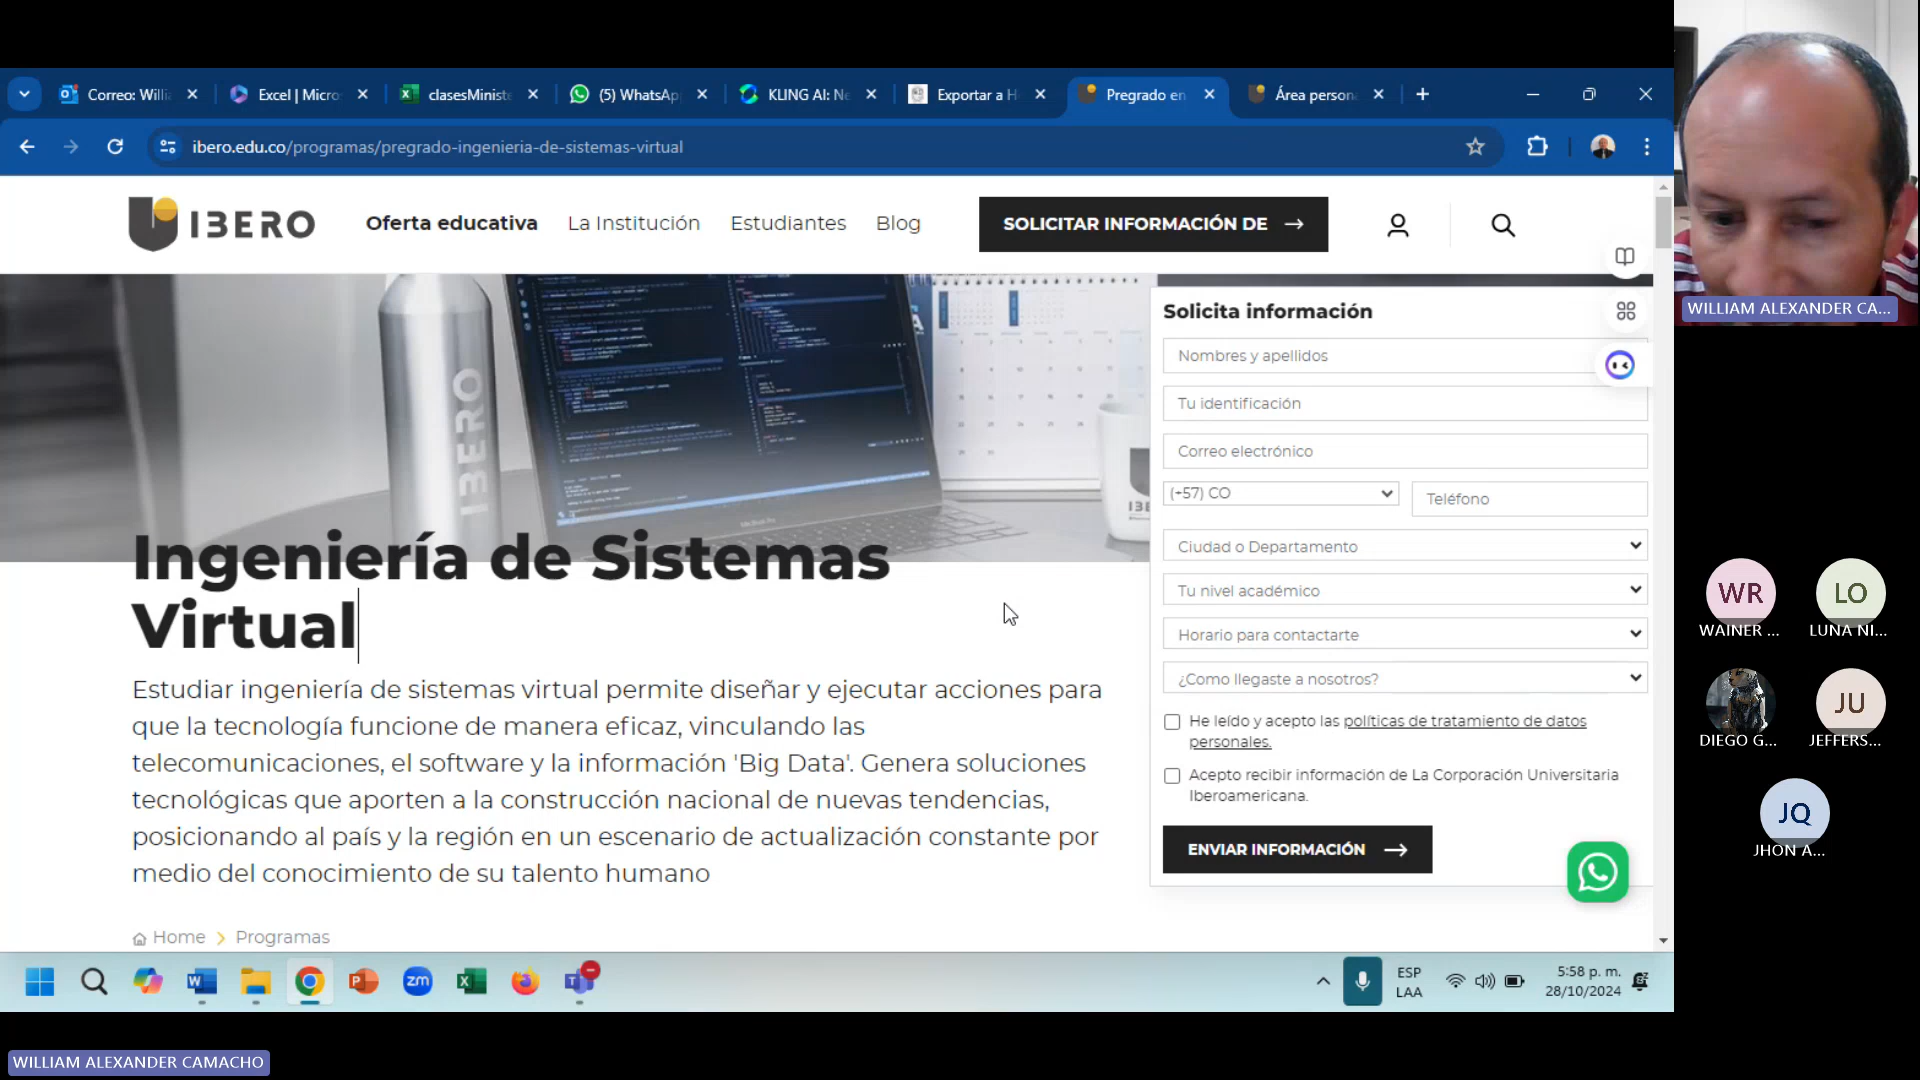 Correo: Willi
Excel | Micro
clasesMiniste
(5) WhatsAp
KLING AI: Ne
Exportar a H
Pregrado en
Área person
ibero.edu.co/programas/pregrado-ingenieria-de-sistemas-virtual
IBERO
Oferta educativa
La Institución
Estudiantes
Blog
SOLICITAR INFORMACIÓN DE
IBERO
Solicita información
Nombres y apellidos
Tu identificación
Correo electrónico
(+57) CO
Teléfono
Ciudad o Departamento
Tu nivel académico
Horario para contactarte
¿Como llegaste a nosotros?
He leído y acepto las políticas de tratamiento de datos
personales.
Acepto recibir información de La Corporación Universitaria
Iberoamericana.
ENVIAR INFORMACIÓN
Ingeniería de Sistemas
Virtual
Estudiar ingeniería de sistemas virtual permite diseñar y ejecutar acciones para
que la tecnología funcione de manera eficaz, vinculando las
telecomunicaciones, el software y la información 'Big Data'. Genera soluciones
tecnológicas que aporten a la construcción nacional de nuevas tendencias,
posicionando al país y la región en un escenario de actualización constante por
medio del conocimiento de su talento humano
Home
Programas
zm
ESP
LAA
5:58 p. m.
28/10/2024
WILLIAM ALEXANDER CA...
WR
WAINER ...
LO
LUNA NI...
DIEGO G...
JU
JEFFERS...
JQ
JHON A...
WILLIAM ALEXANDER CAMACHO